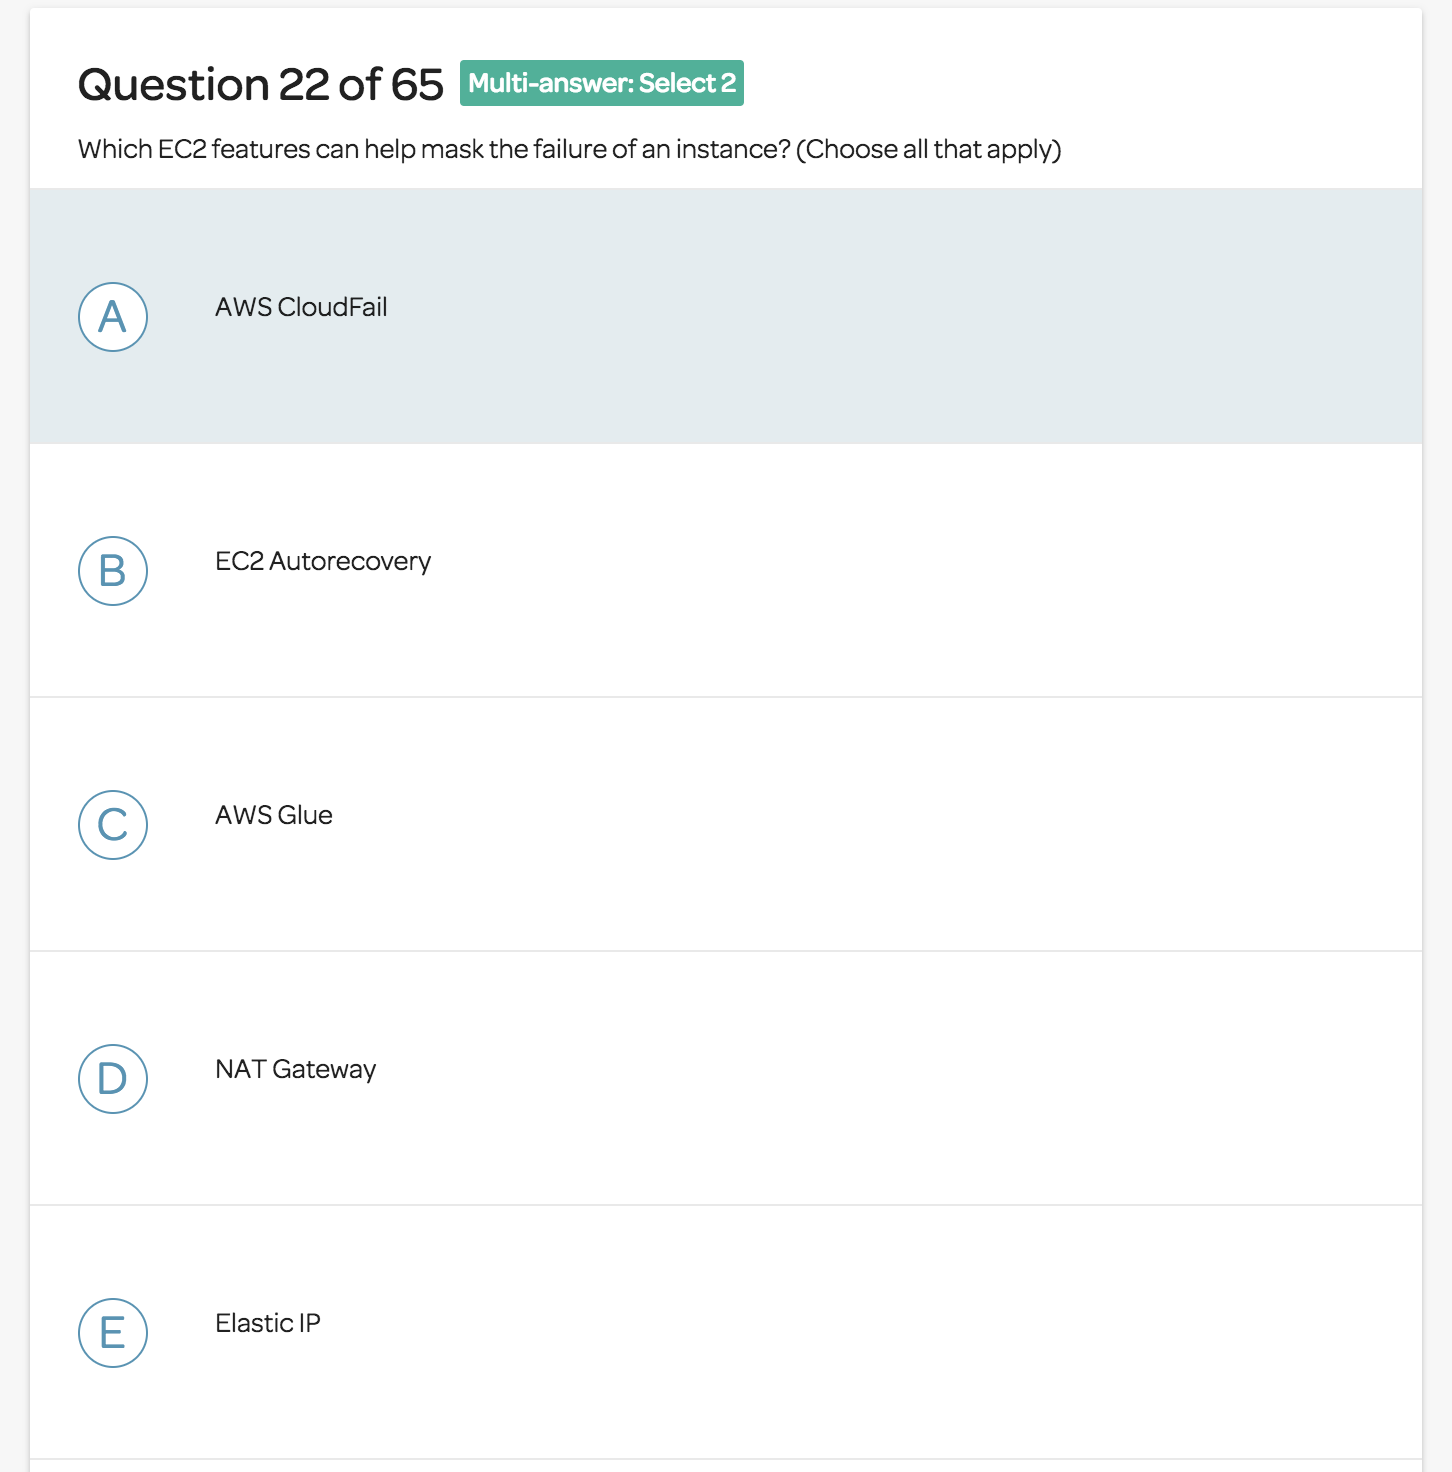 Question 22 of 65 Multi-answer: Select 2
Which EC2 features can help mask the failure of an instance? (Choose all that apply)
A AWS CloudFail
B EC2 Autorecovery
C AWS Glue
D NAT Gateway
E Elastic IP